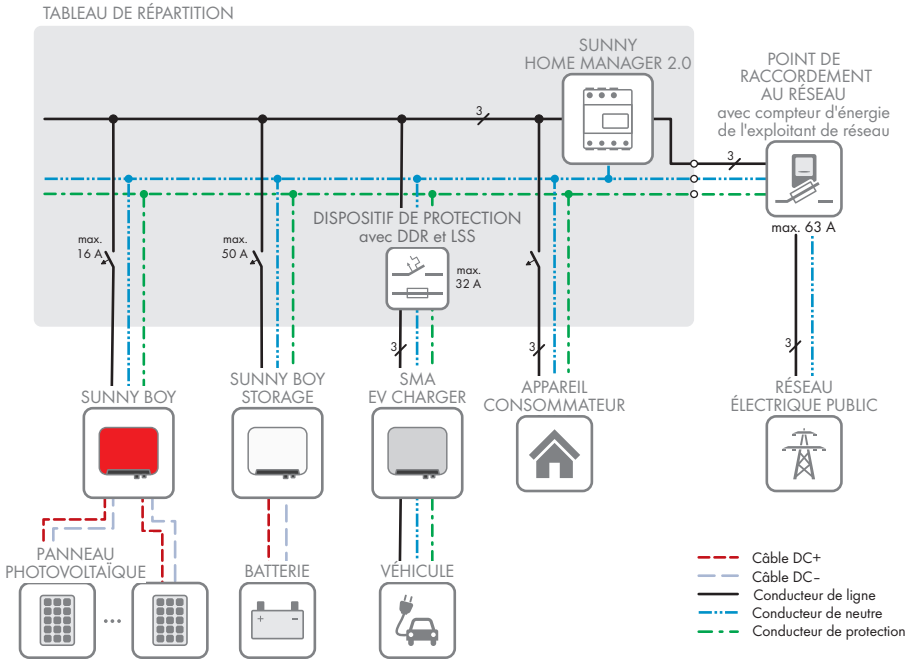 TABLEAU DE RÉPARTITION
SUNNY
HOME MANAGER 2.0
POINT DE
RACCORDEMENT
AU RÉSEAU
avec compteur d'énergie
de l'exploitant de réseau
3
3
DISPOSITIF DE PROTECTION
avec DDR et LSS
max.
16 A
max.
50 A
max.
32 A
max. 63 A
3
3
3
SUNNY BOY
SUNNY BOY
STORAGE
SMA
EV CHARGER
APPAREIL
CONSOMMATEUR
RÉSEAU
ÉLECTRIQUE PUBLIC
PANNEAU
PHOTOVOLTAÏQUE
...
BATTERIE
+ -
VÉHICULE
Câble DC+
Câble DC–
Conducteur de ligne
Conducteur de neutre
Conducteur de protection